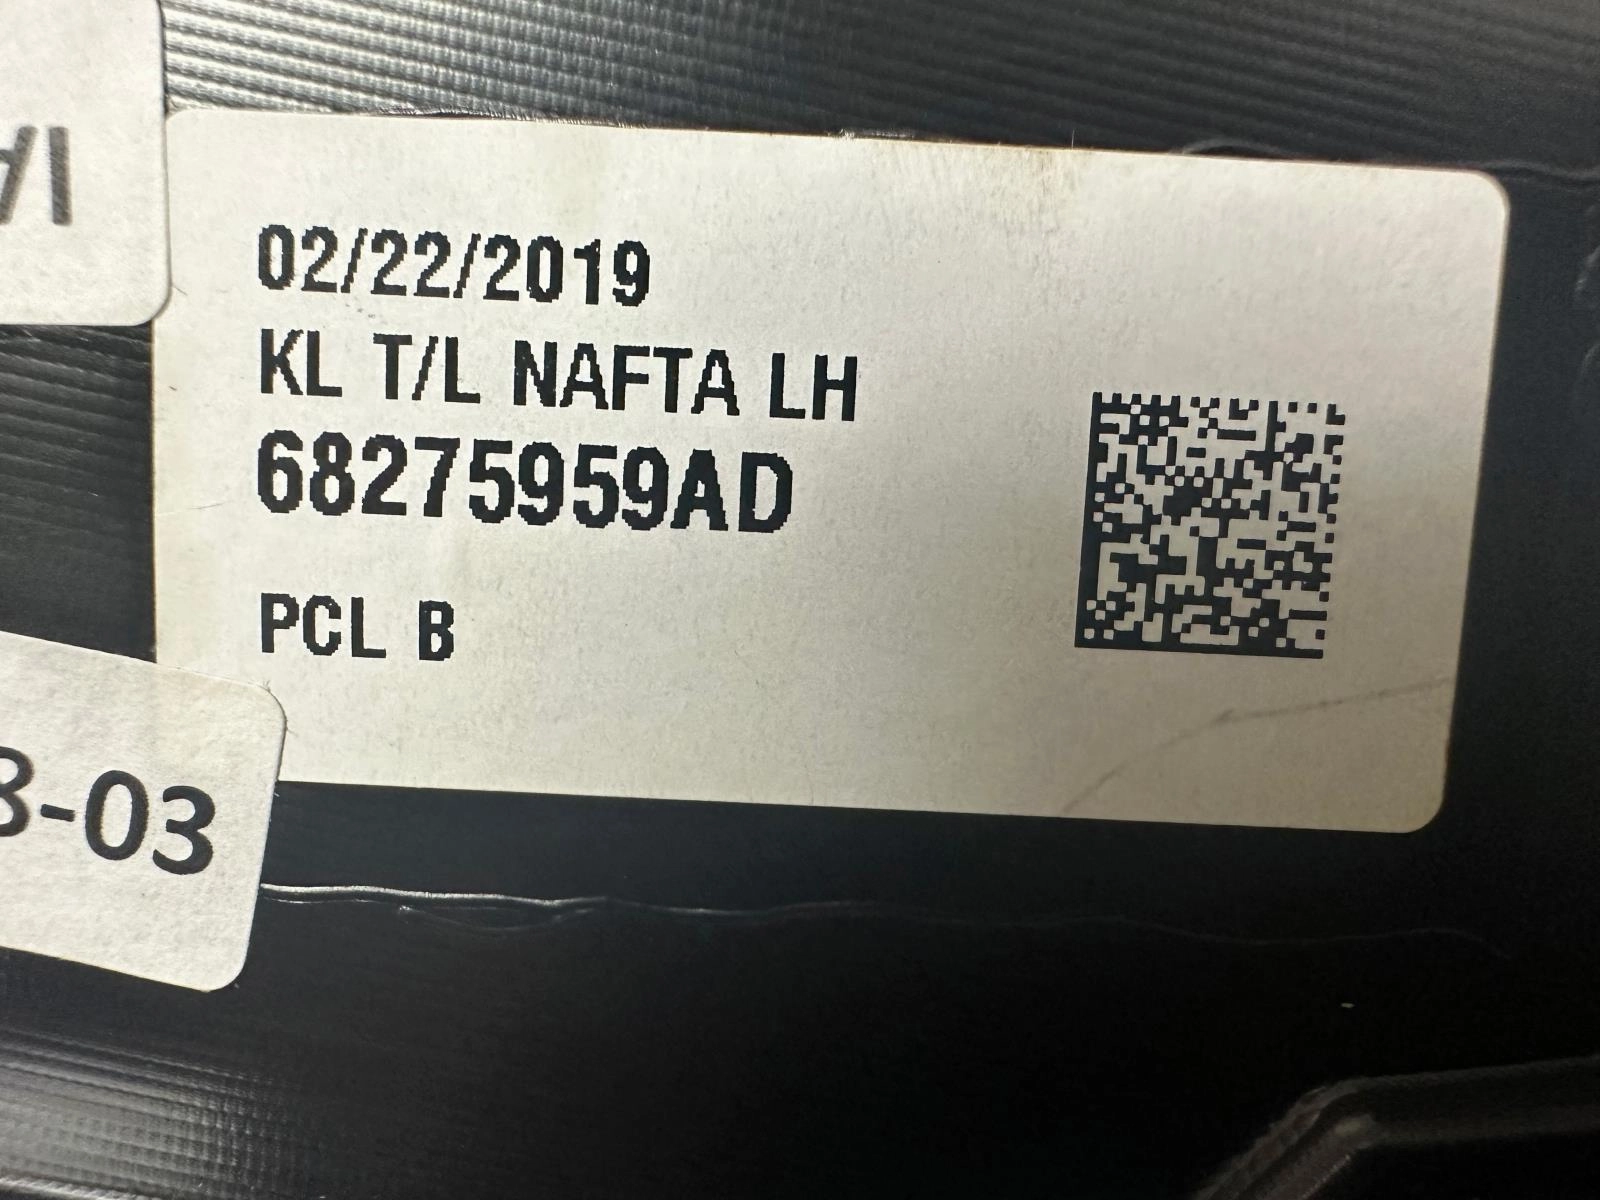 02/22/2019
KL T/L NAFTA LH
68275959AD
PCL B
-03